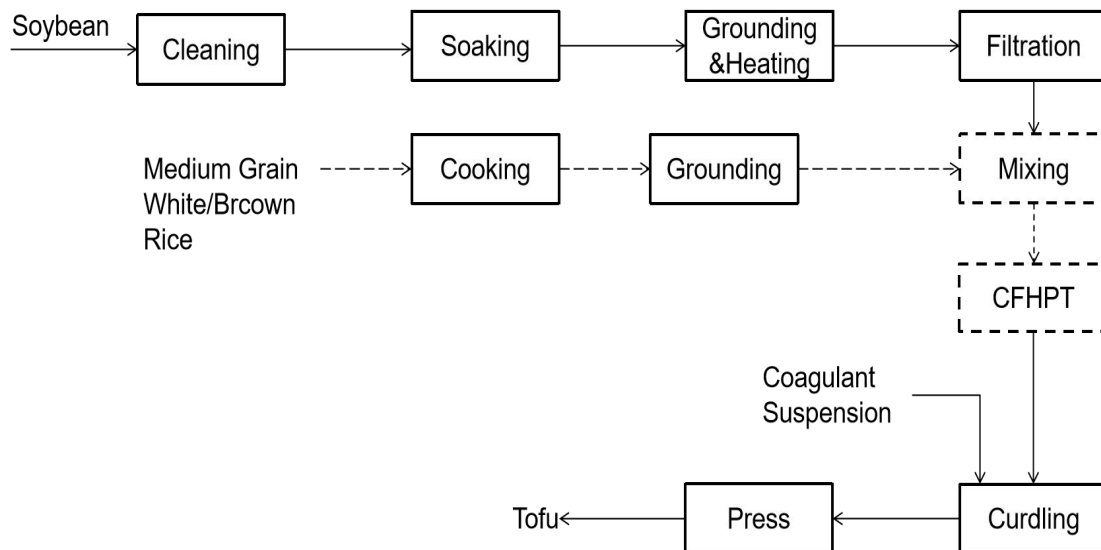 Soybean
Cleaning
Soaking
Grounding
&Heating
Filtration
Medium Grain
White/Brcown
Rice
Cooking
Grounding
Mixing
CFHPT
Coagulant
Suspension
Tofu
Press
Curdling